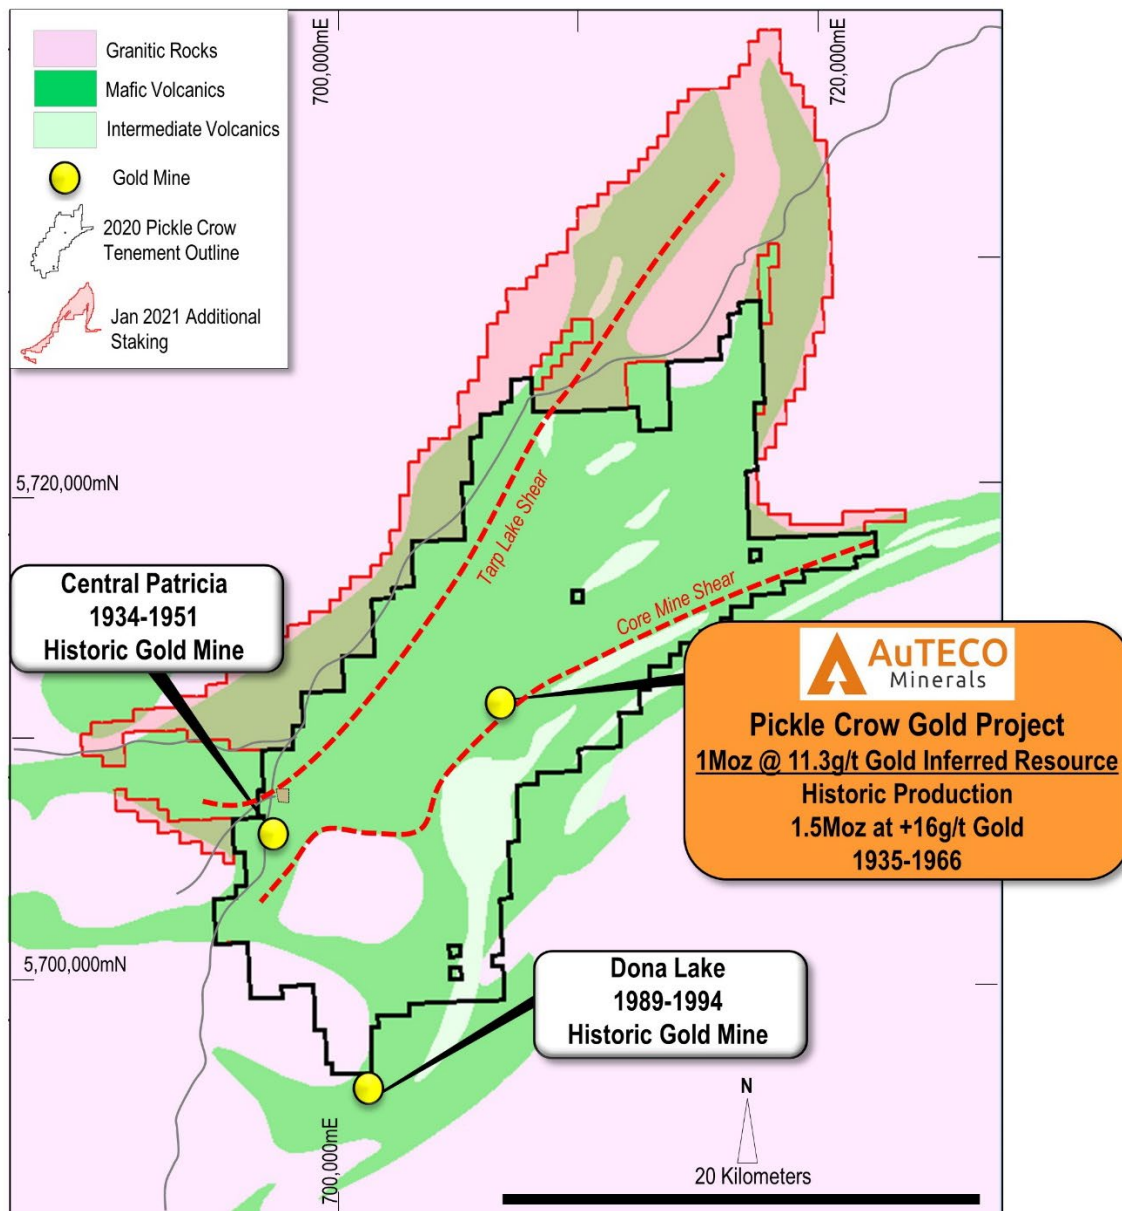 Granitic Rocks
Mafic Volcanics
Intermediate Volcanics
Gold Mine
2020 Pickle Crow
Tenement Outline
Jan 2021 Additional
Staking
700,000mE
720,000mE
5,720,000mN
Tarp Lake Shear
Core Mine Shear
Central Patricia
1934-1951
Historic Gold Mine
AuTECO
Minerals
Pickle Crow Gold Project
1Moz @ 11.3g/t Gold Inferred Resource
Historic Production
1.5Moz at +16g/t Gold
1935-1966
5,700,000mN
Dona Lake
1989-1994
Historic Gold Mine
700,000mE
N
20 Kilometers